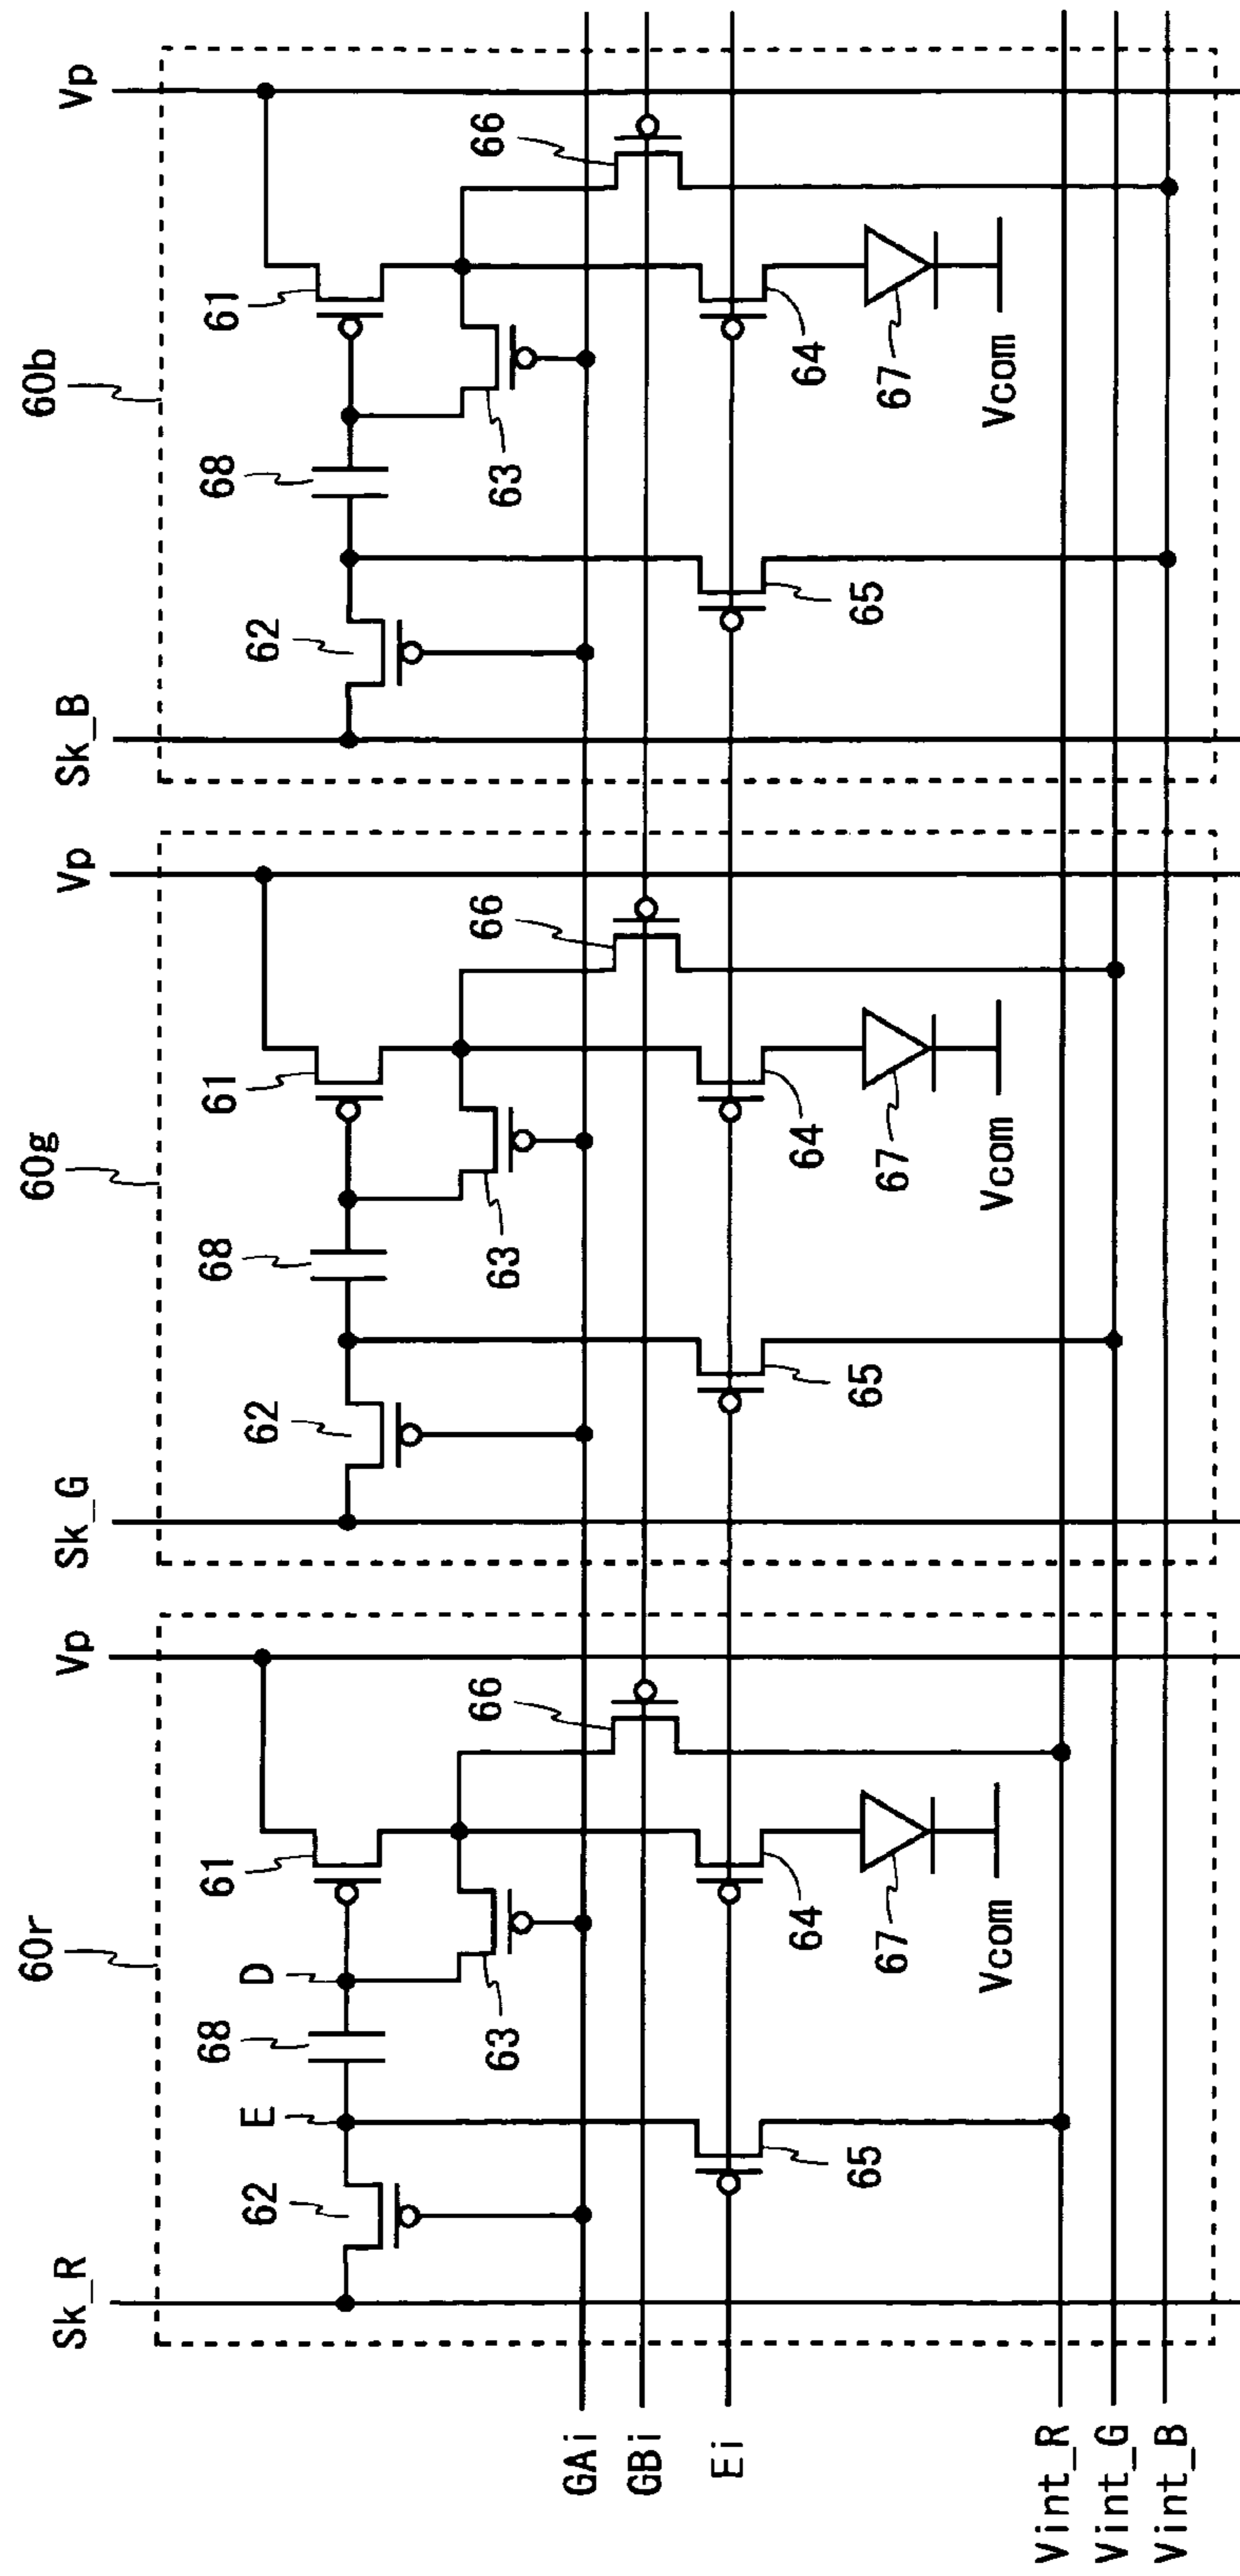 60r
60g
60b
Sk_R
Vp
Sk_G
Vp
Sk_B
Vp
62
E
68
D
61
66
63
65
64
67
Vcom
62
68
61
66
63
65
64
67
Vcom
62
68
61
66
63
65
64
67
Vcom
GAi
GBi
Ei
Vint_R
Vint_G
Vint_B